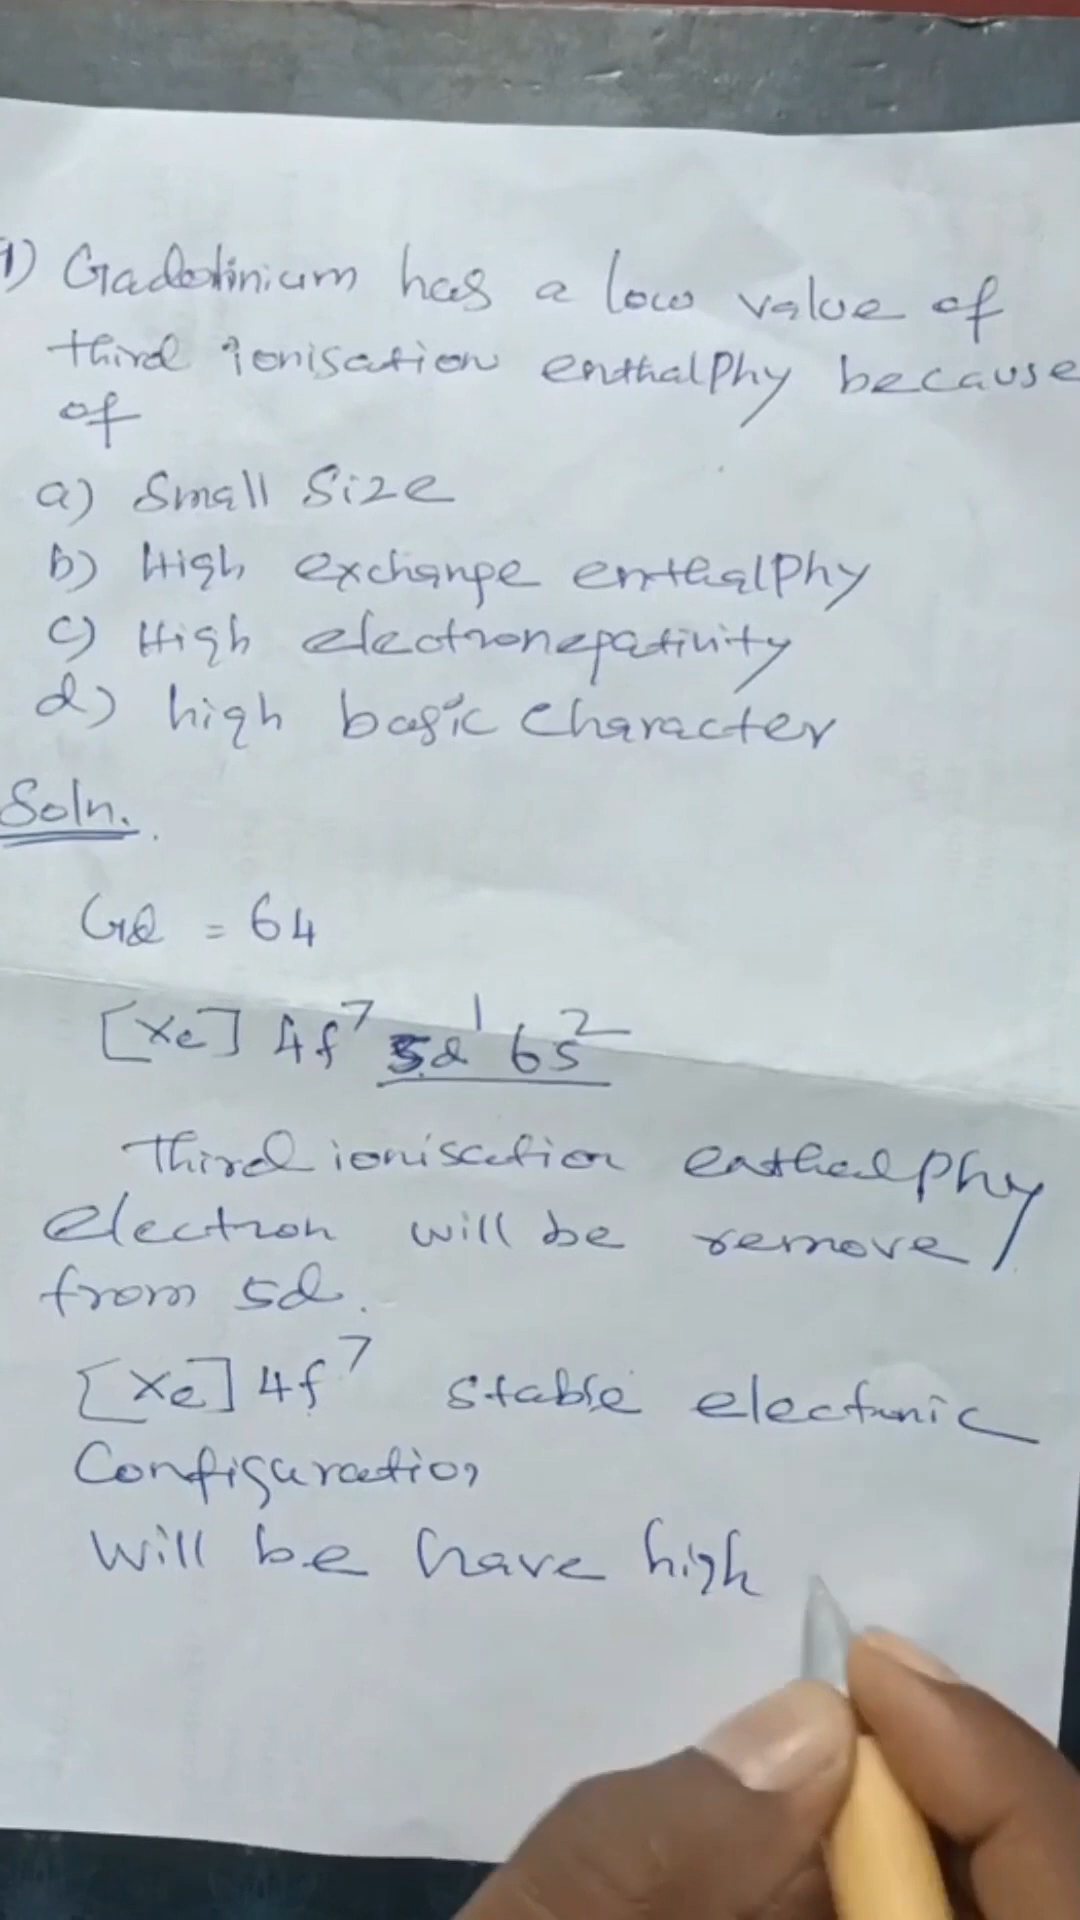 1) Gadolinium has a low value of
third ionisation enthalphy because
of
a) Small Size
b) High exchange enthalphy
c) High electronegativity
d) high basic character
Soln.
Gd = 64
[Xe] 4f⁷ 5d¹ 6s²
Third ionisation enthalphy
electron will be remove
from 5d.
[Xe] 4f⁷ stable electunic
Configuration
will be have high